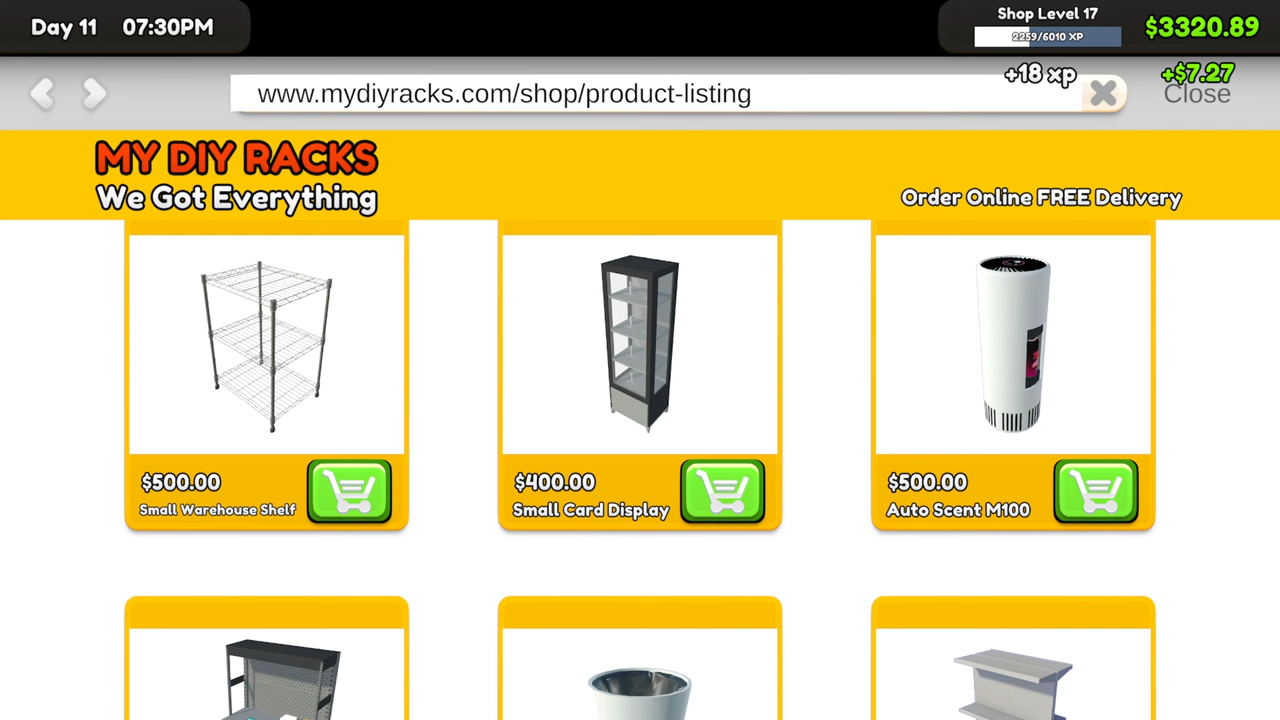 Day 11 07:30PM
Shop Level 17
2259/6010 XP
$3320.89
+18 xp
+$7.27
www.mydiyracks.com/shop/product-listing
Close
MY DIY RACKS
We Got Everything
Order Online FREE Delivery
$500.00
Small Warehouse Shelf
$400.00
Small Card Display
$500.00
Auto Scent M100